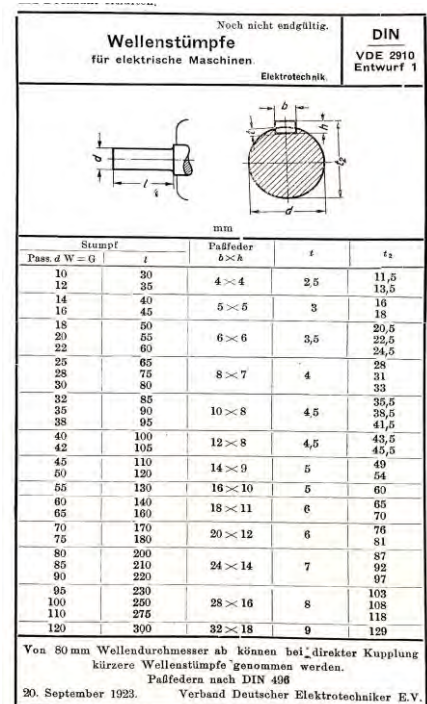 Noch nicht endgültig.
Wellenstümpfe
für elektrische Maschinen.
Elektrotechnik.
DIN
VDE 2910
Entwurf 1
b
h
t
t₂
d
l
d
mm
Stumpf Paßfeder t t₂
Pass. d W = G l b×h
10 30 4×4 2,5 11,5
12 35 13,5
14 40 5×5 3 16
16 45 18
18 50 6×6 3,5 20,5
20 55 22,5
22 60 24,5
25 65 8×7 4 28
28 75 31
30 80 33
32 85 10×8 4,5 35,5
35 90 38,5
38 95 41,5
40 100 12×8 4,5 43,5
42 105 45,5
45 110 14×9 5 49
50 120 54
55 130 16×10 5 60
60 140 18×11 6 65
65 160 70
70 170 20×12 6 76
75 180 81
80 200 24×14 7 87
85 210 92
90 220 97
95 230 28×16 8 103
100 250 108
110 275 118
120 300 32×18 9 129
Von 80 mm Wellendurchmesser ab können bei direkter Kupplung
kürzere Wellenstümpfe genommen werden.
Paßfedern nach DIN 496
20. September 1923. Verband Deutscher Elektrotechniker E.V.